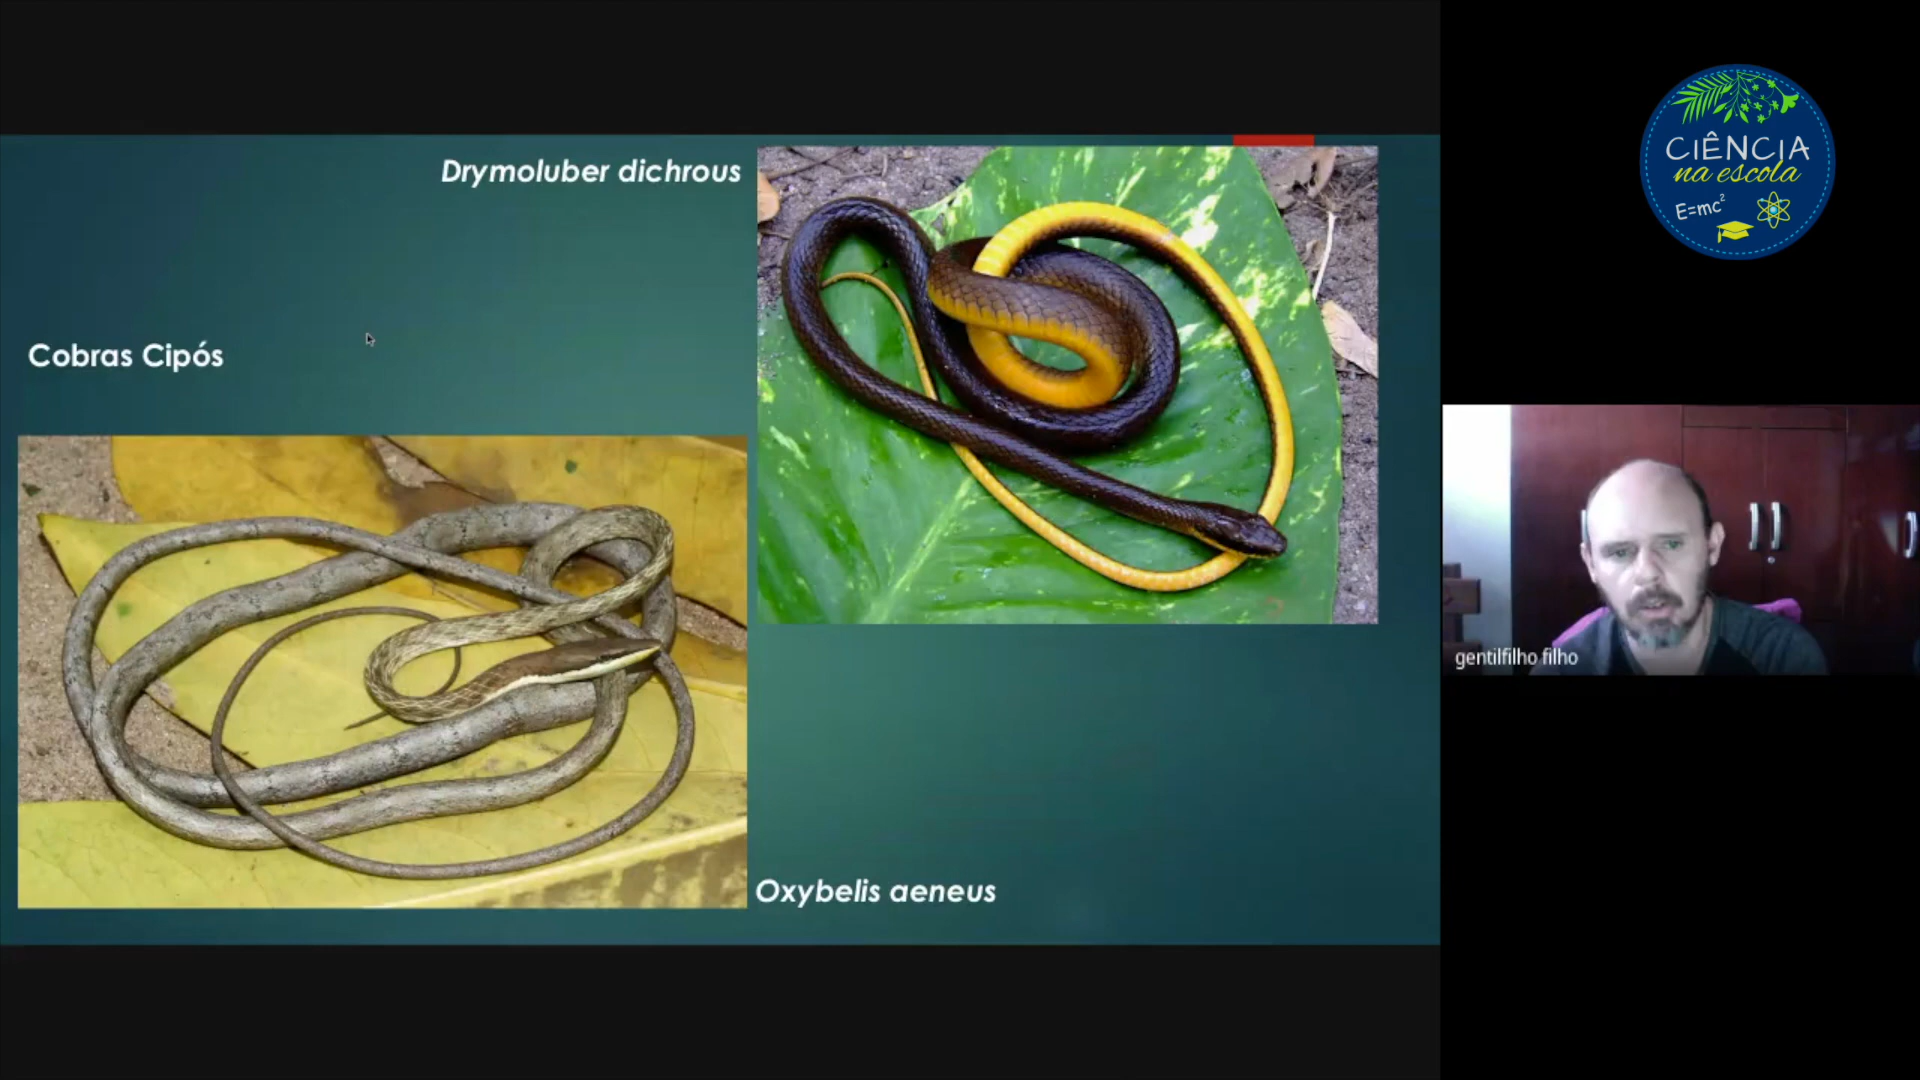 Drymoluber dichrous
Cobras Cipós
Oxybelis aeneus
CIÊNCIA
na escola
E=mc²
gentilfilho filho